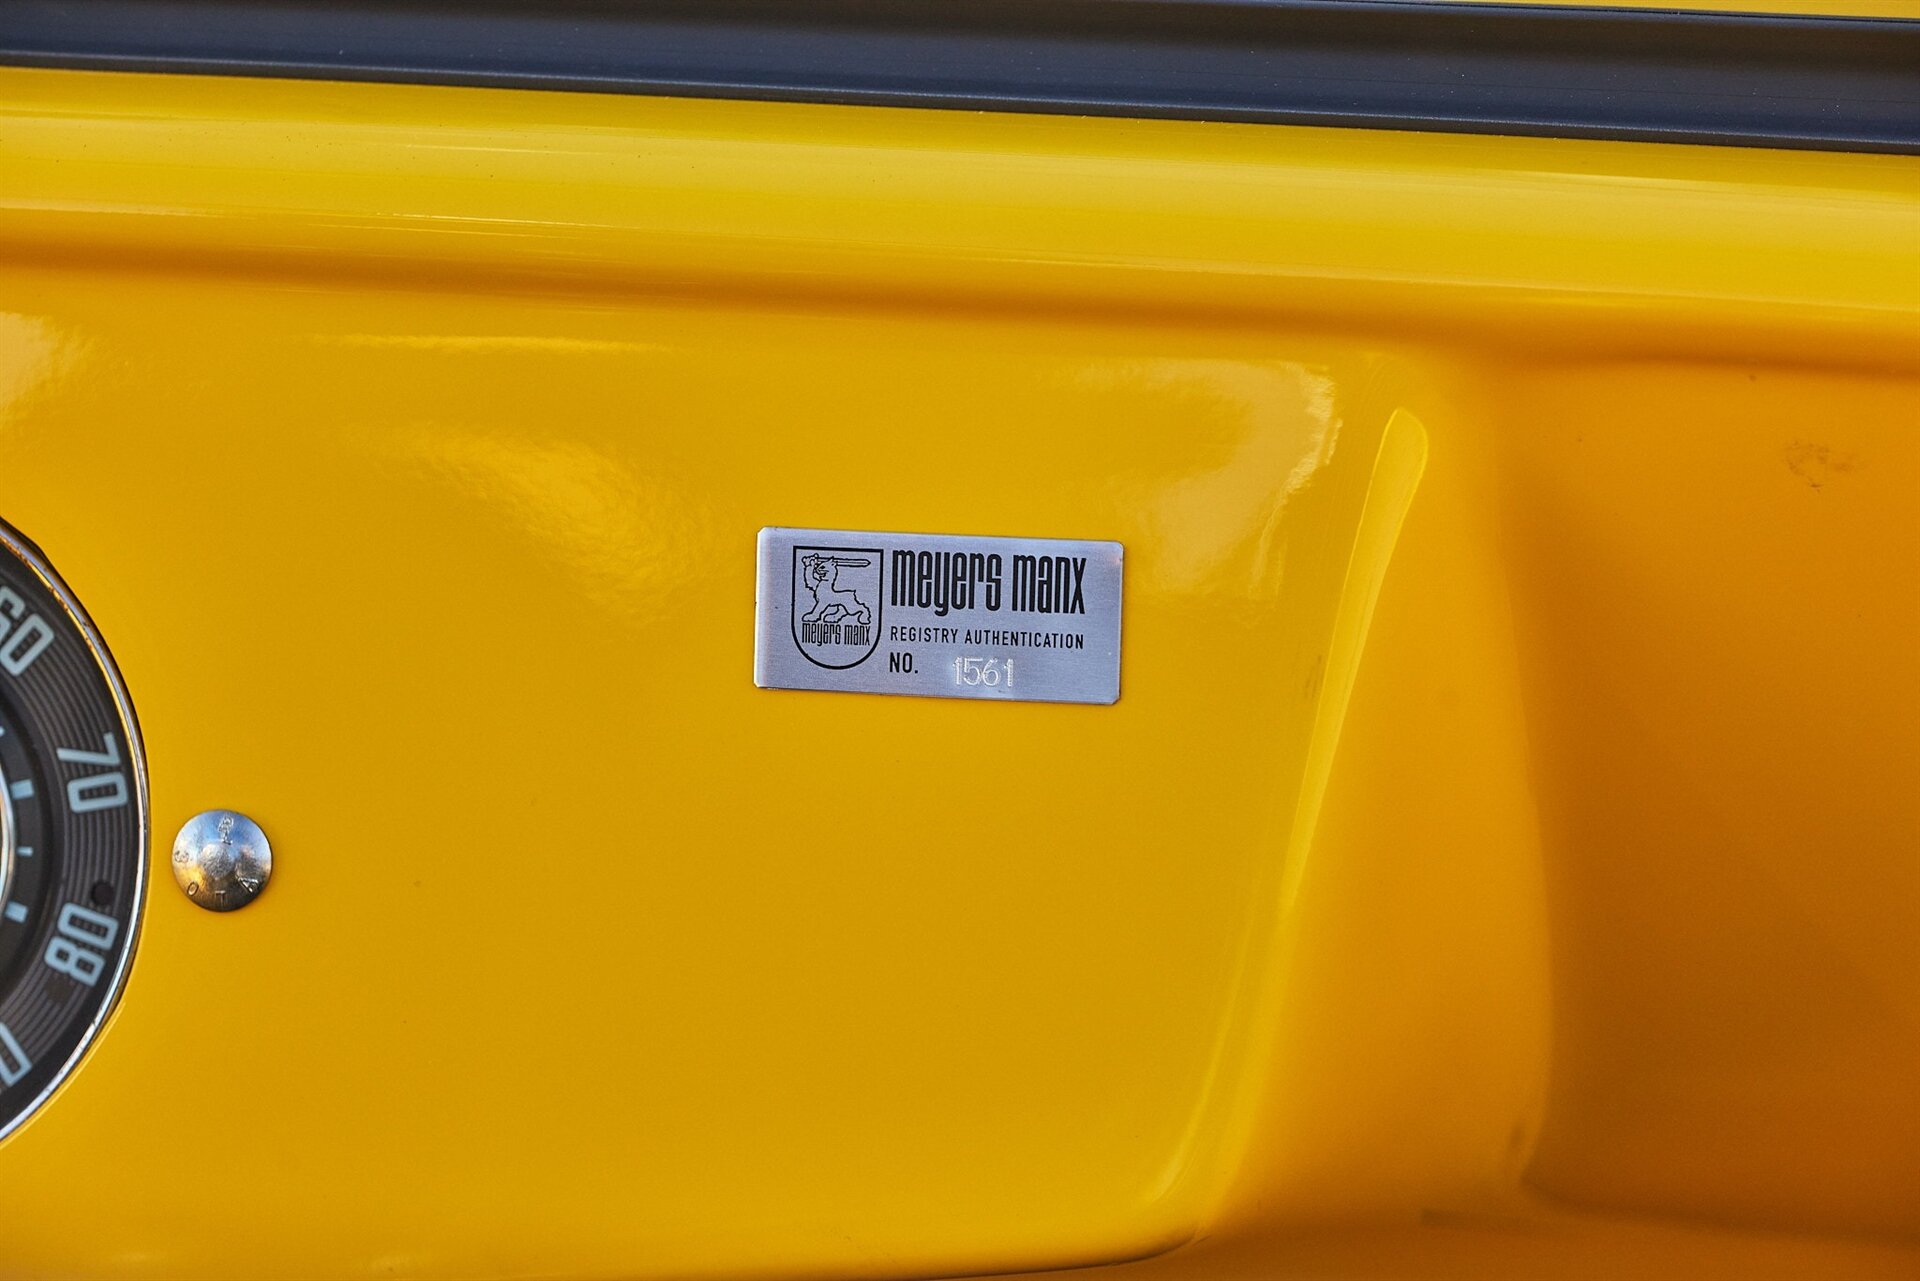 meyers manx
meyers manx
REGISTRY AUTHENTICATION
NO. 1561
60
70
80